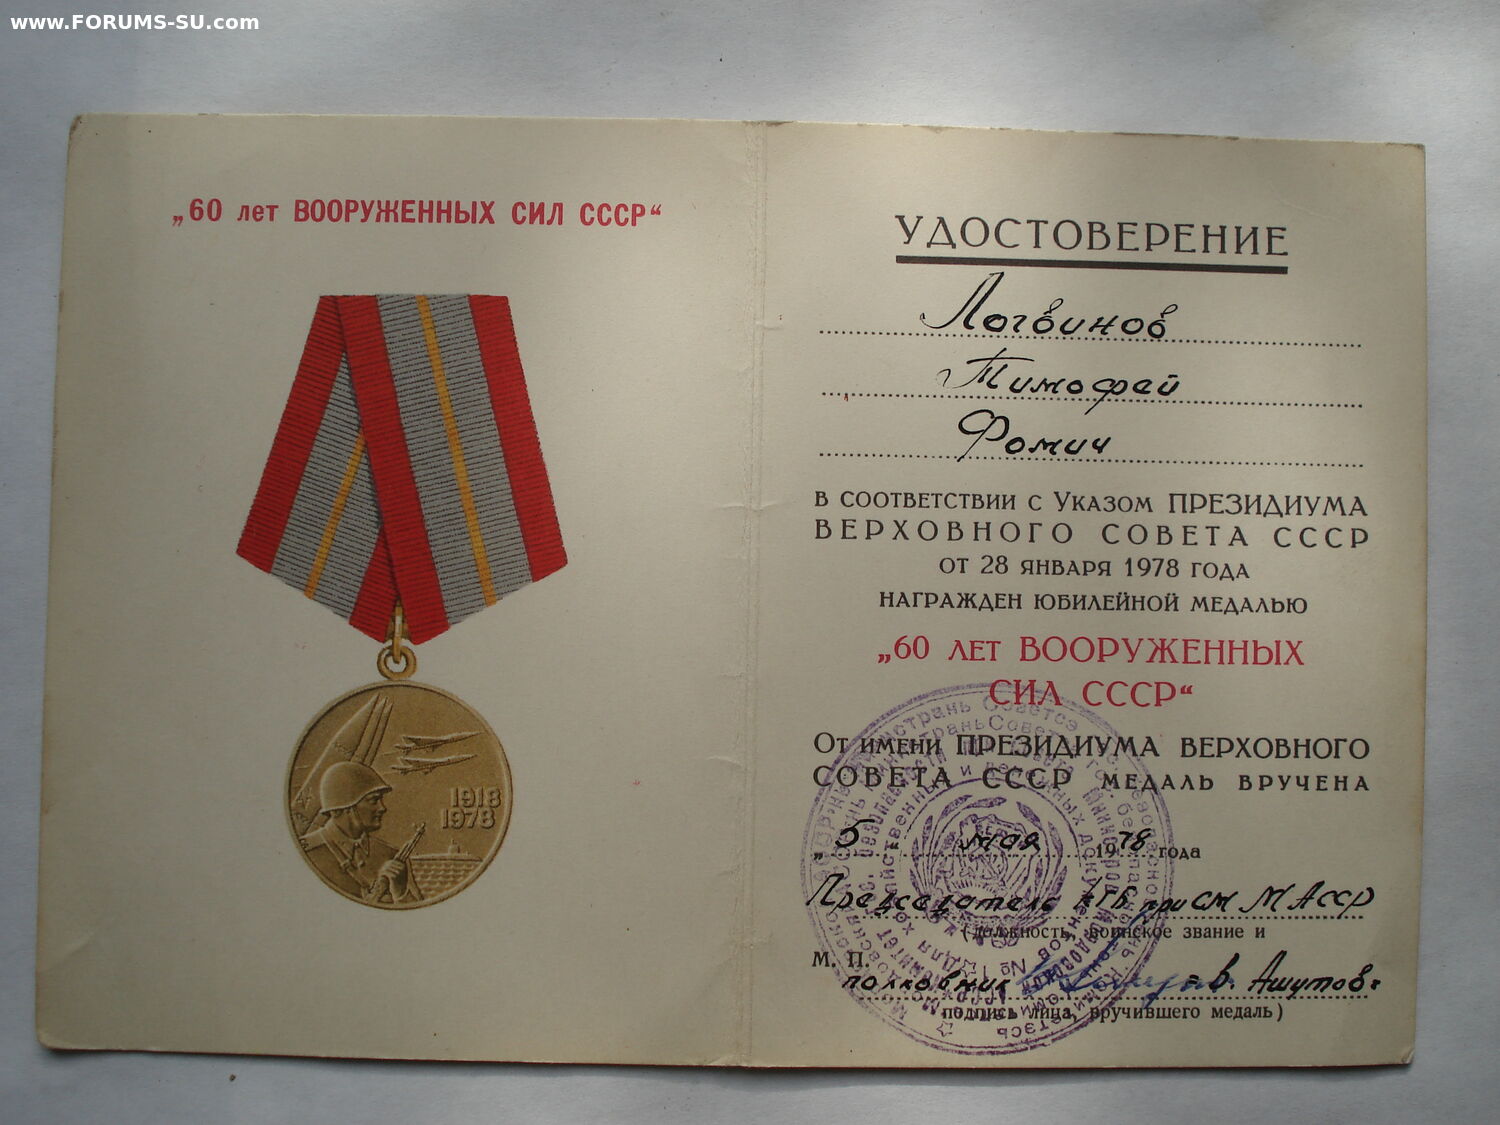 www.FORUMS-SU.com
„60 лет ВООРУЖЕННЫХ СИЛ СССР“
1918
1978
УДОСТОВЕРЕНИЕ
Логвинов
Тимофей
Фомич
В СООТВЕТСТВИИ С УКАЗОМ ПРЕЗИДИУМА
ВЕРХОВНОГО СОВЕТА СССР
ОТ 28 ЯНВАРЯ 1978 ГОДА
НАГРАЖДЕН ЮБИЛЕЙНОЙ МЕДАЛЬЮ
„60 ЛЕТ ВООРУЖЕННЫХ
СИЛ СССР“
ОТ ИМЕНИ ПРЕЗИДИУМА ВЕРХОВНОГО
СОВЕТА СССР МЕДАЛЬ ВРУЧЕНА
„5 мая 1978 года
Председатель КГБ при СМ МАССР
(должность, воинское звание и
М. П.
полковник В. Ашутов.
подпись лица, вручившего медаль)